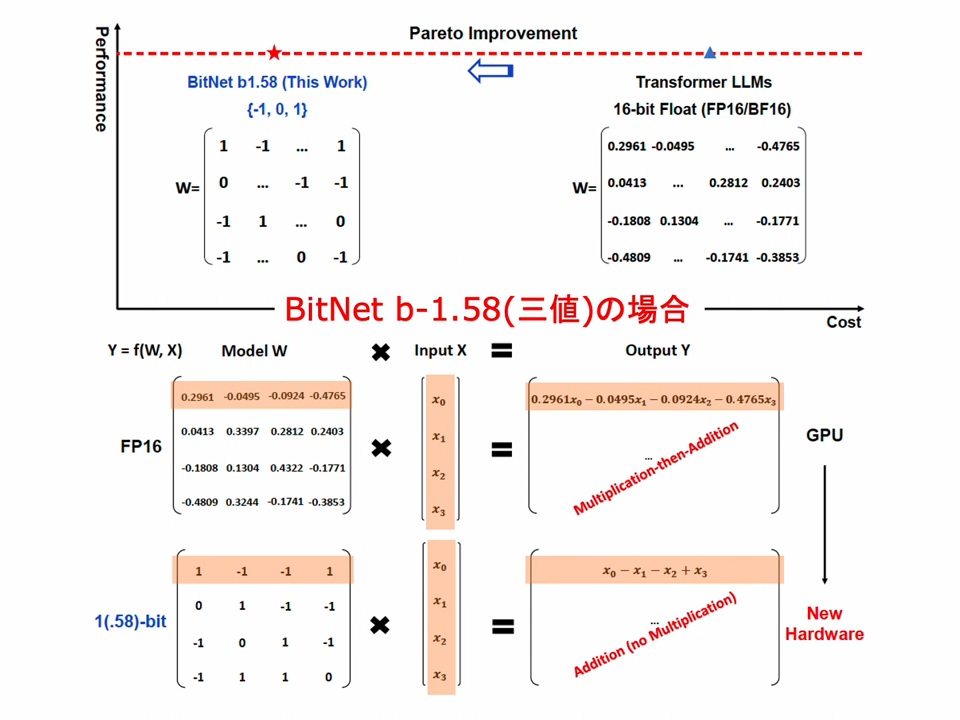 Performance
Pareto Improvement
BitNet b1.58 (This Work)
{-1, 0, 1}
W=
1 -1 ... 1
0 ... -1 -1
-1 1 ... 0
-1 ... 0 -1
Transformer LLMs
16-bit Float (FP16/BF16)
W=
0.2961 -0.0495 ... -0.4765
0.0413 ... 0.2812 0.2403
-0.1808 0.1304 ... -0.1771
-0.4809 ... -0.1741 -0.3853
BitNet b-1.58(三値)の場合
Cost
Y = f(W, X) Model W ✖ Input X = Output Y
FP16
0.2961 -0.0495 -0.0924 -0.4765
0.0413 0.3397 0.2812 0.2403
-0.1808 0.1304 0.4322 -0.1771
-0.4809 0.3244 -0.1741 -0.3853
✖
x₀
x₁
x₂
x₃
=
0.2961x₀ − 0.0495x₁ − 0.0924x₂ − 0.4765x₃
...
Multiplication-then-Addition
GPU
1(.58)-bit
1 -1 -1 1
0 1 -1 -1
-1 0 1 -1
-1 1 1 0
✖
x₀
x₁
x₂
x₃
=
x₀ − x₁ − x₂ + x₃
...
Addition (no Multiplication)
New
Hardware